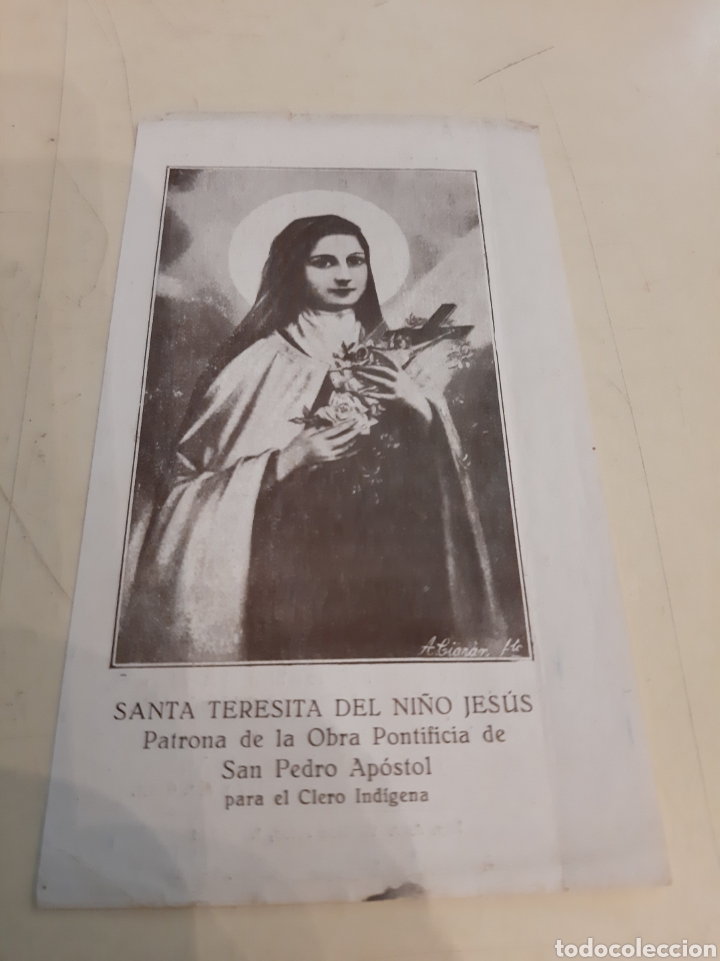 SANTA TERESITA DEL NIÑO JESÚS
Patrona de la Obra Pontificia de
San Pedro Apóstol
para el Clero Indígena
todocoleccion